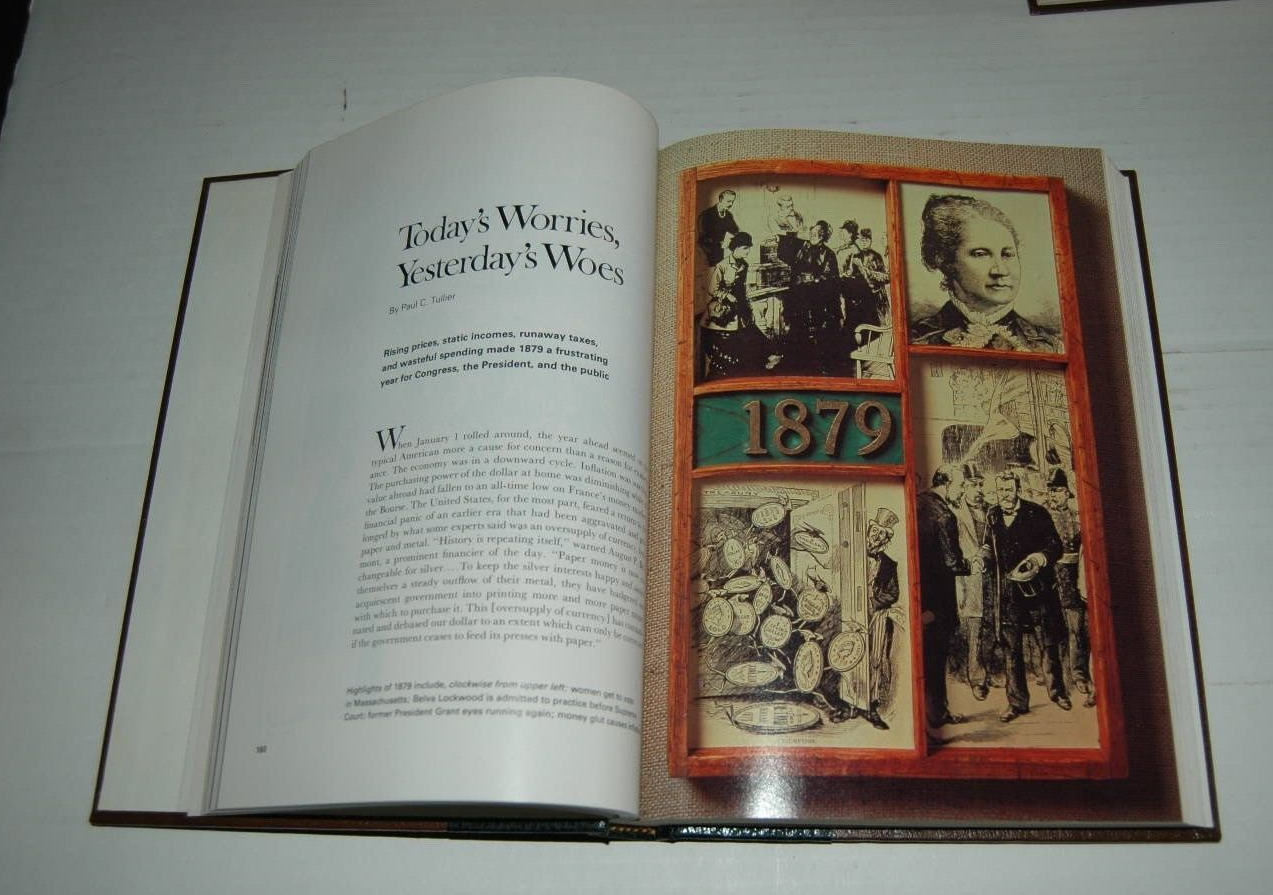 Today's Worries,
Yesterday's Woes
By Paul C. Tullier
Rising prices, static incomes, runaway taxes,
and wasteful spending made 1879 a frustrating
year for Congress, the President, and the public
When January 1 rolled around, the year ahead seemed
typical American more a cause for concern than a reason for
ance. The economy was in a downward cycle. Inflation was
The purchasing power of the dollar at home was diminishing
value abroad had fallen to an all-time low on France's money
the Bourse. The United States, for the most part, feared a return
financial panic of an earlier era that had been aggravated and
longed by what some experts said was an oversupply of currency,
paper and metal. "History is repeating itself," warned August
mont, a prominent financier of the day. "Paper money is now
changeable for silver.... To keep the silver interests happy and
themselves a steady outflow of their metal, they have badgered
acquiescent government into printing more and more paper
with which to purchase it. This [oversupply of currency] has
nated and debased our dollar to an extent which can only be
if the government ceases to feed its presses with paper."
Highlights of 1879 include, clockwise from upper left: women get to
in Massachusetts; Belva Lockwood is admitted to practice before Supreme
Court; former President Grant eyes running again; money glut causes
160
1879
TREASURY